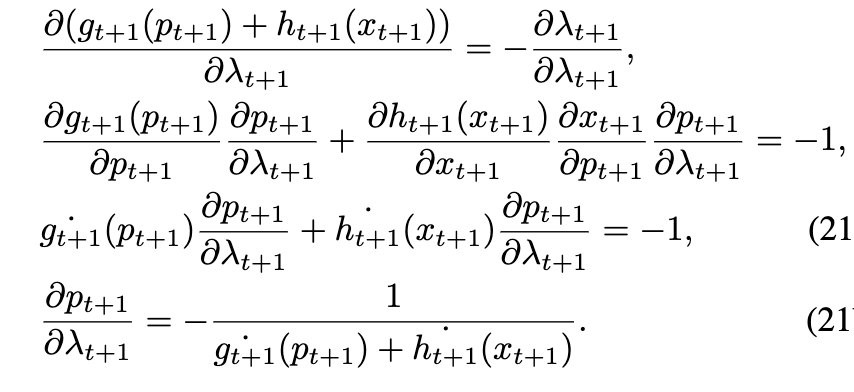 ∂(g_{t+1}(p_{t+1}) + h_{t+1}(x_{t+1})) / ∂λ_{t+1} = − ∂λ_{t+1} / ∂λ_{t+1},
∂g_{t+1}(p_{t+1}) / ∂p_{t+1} ∂p_{t+1} / ∂λ_{t+1} + ∂h_{t+1}(x_{t+1}) / ∂x_{t+1} ∂x_{t+1} / ∂p_{t+1} ∂p_{t+1} / ∂λ_{t+1} = −1,
ġ_{t+1}(p_{t+1}) ∂p_{t+1} / ∂λ_{t+1} + ḣ_{t+1}(x_{t+1}) ∂p_{t+1} / ∂λ_{t+1} = −1, (21
∂p_{t+1} / ∂λ_{t+1} = − 1 / (ġ_{t+1}(p_{t+1}) + ḣ_{t+1}(x_{t+1})). (21